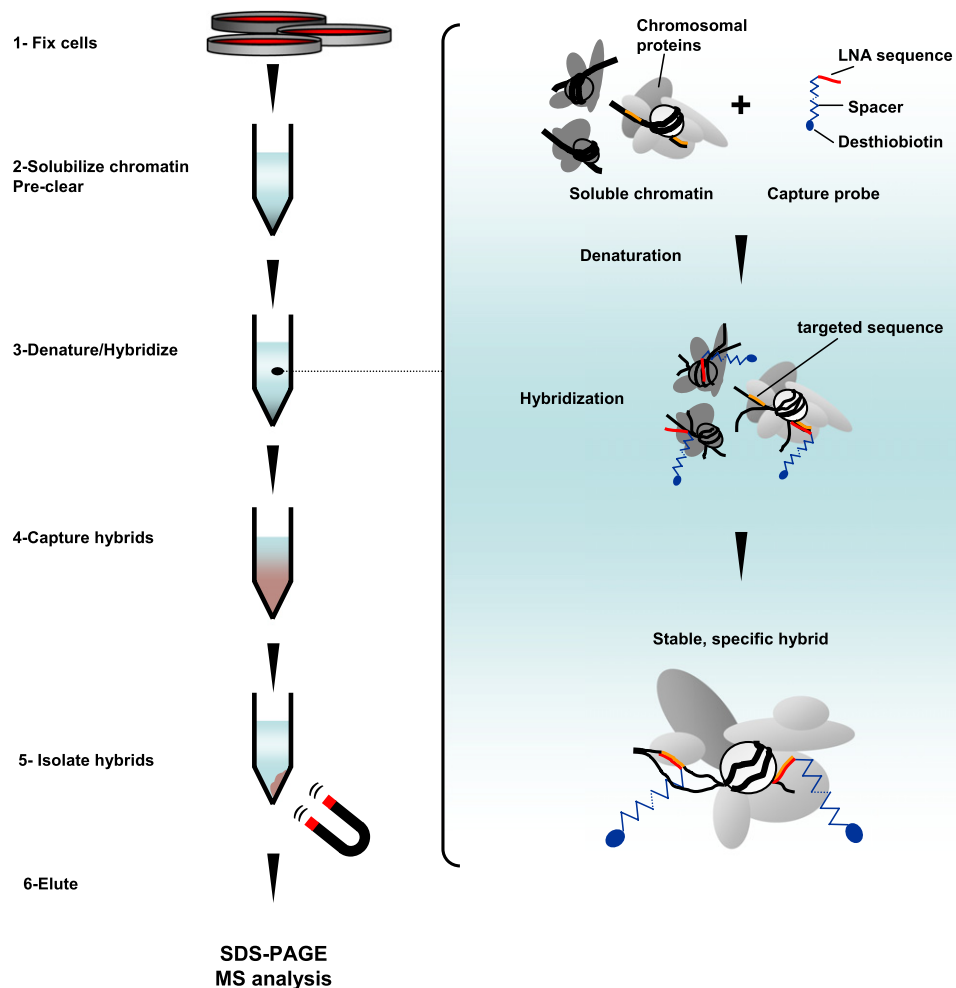 1- Fix cells
2-Solubilize chromatin
Pre-clear
3-Denature/Hybridize
4-Capture hybrids
5- Isolate hybrids
6-Elute
SDS-PAGE
MS analysis
Chromosomal
proteins
+
LNA sequence
Spacer
Desthiobiotin
Soluble chromatin
Capture probe
Denaturation
targeted sequence
Hybridization
Stable, specific hybrid